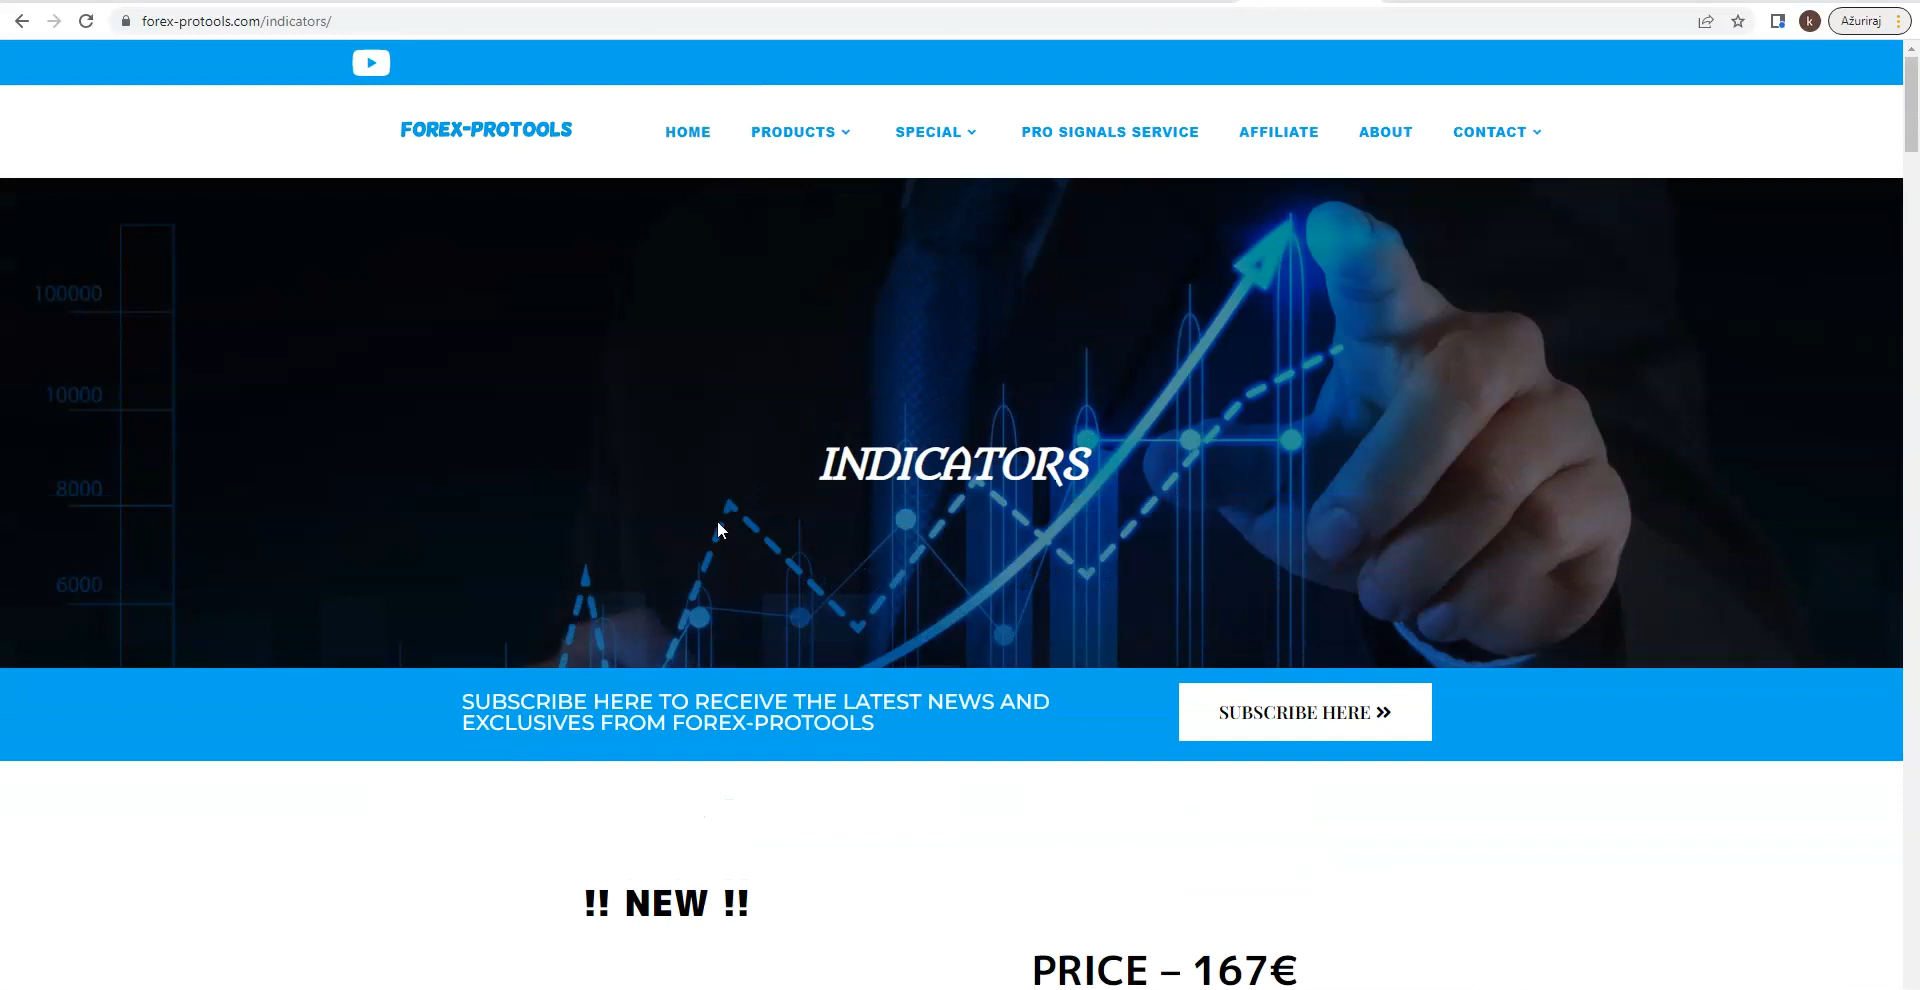 forex-protools.com/indicators/
k
Ažuriraj
FOREX-PROTOOLS
HOME
PRODUCTS
SPECIAL
PRO SIGNALS SERVICE
AFFILIATE
ABOUT
CONTACT
100000
10000
8000
6000
INDICATORS
SUBSCRIBE HERE TO RECEIVE THE LATEST NEWS AND
EXCLUSIVES FROM FOREX-PROTOOLS
SUBSCRIBE HERE
!! NEW !!
PRICE – 167€